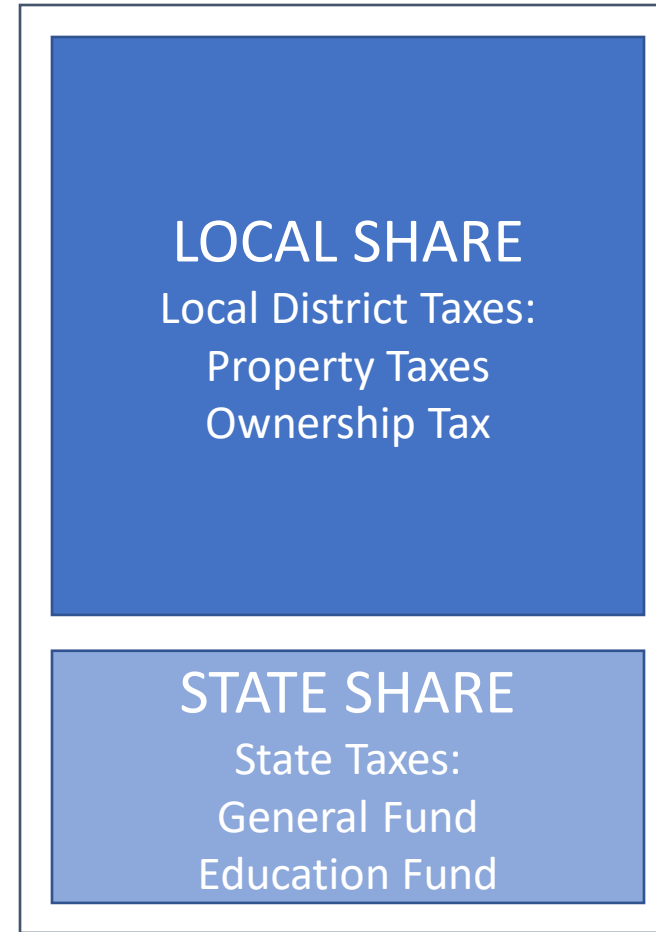 LOCAL SHARE
Local District Taxes:
Property Taxes
Ownership Tax
STATE SHARE
State Taxes:
General Fund
Education Fund